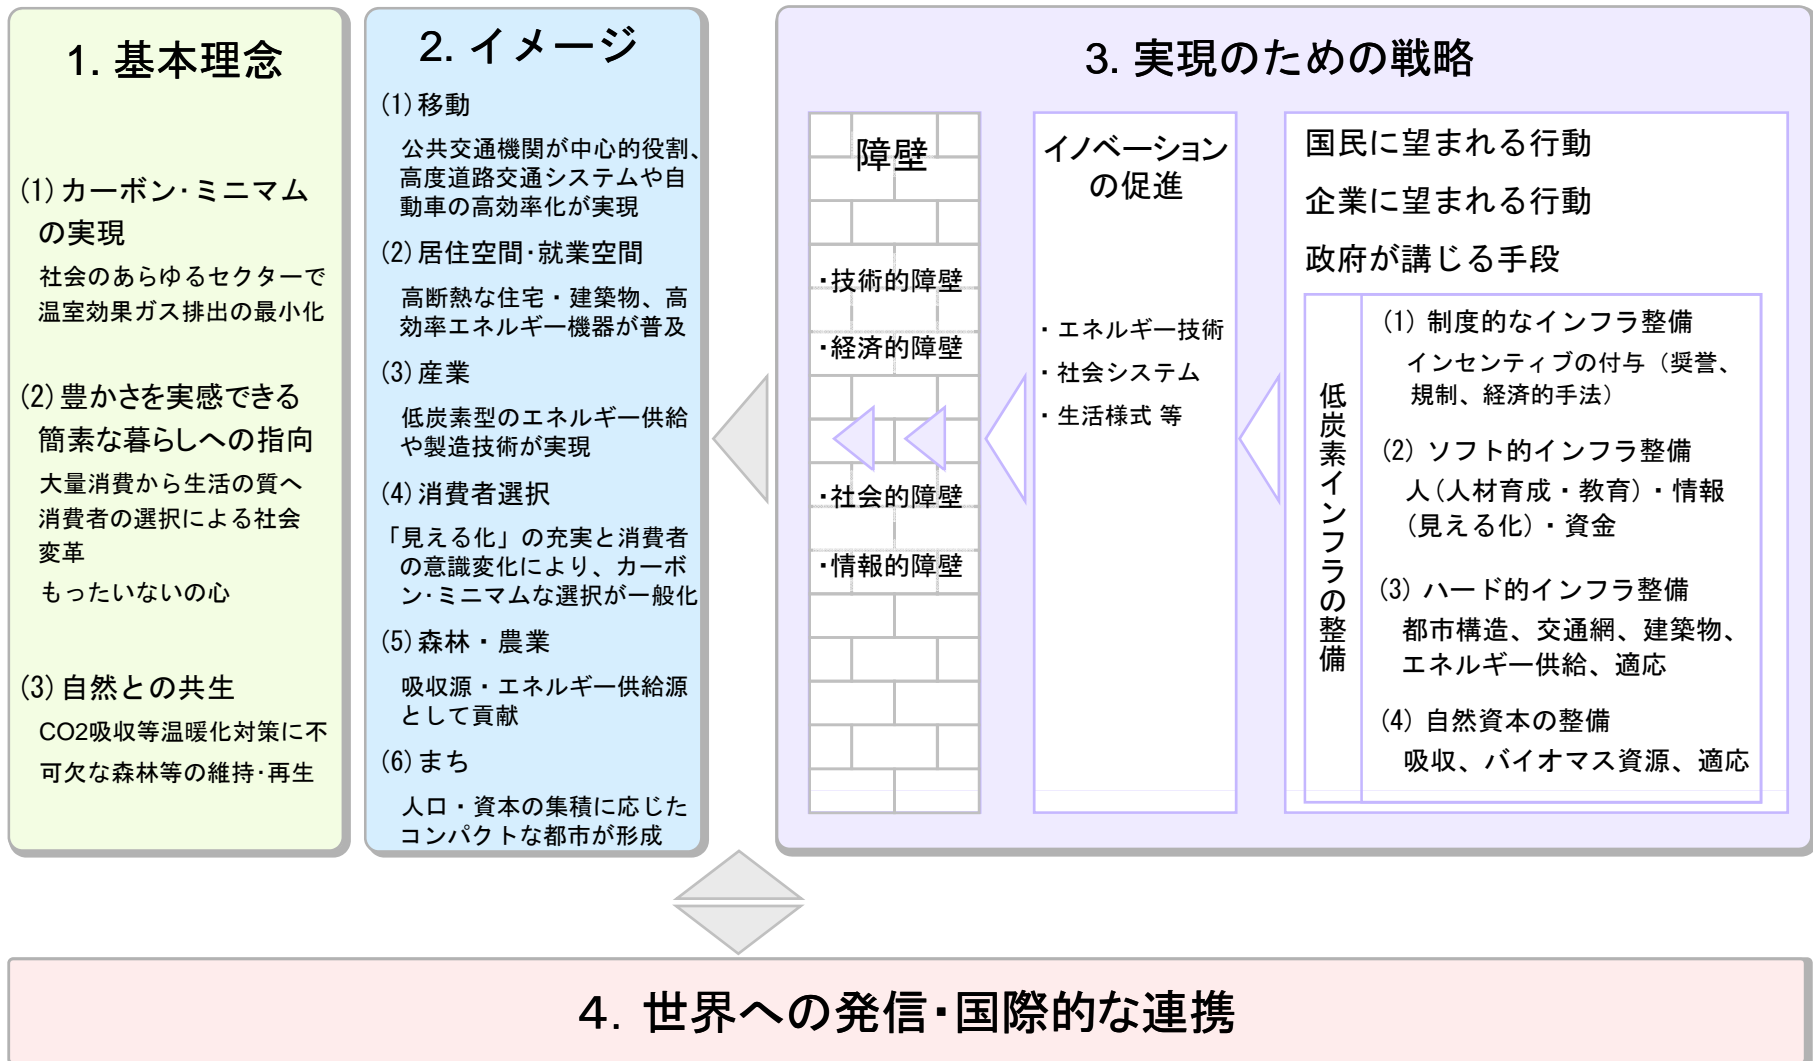 1. 基本理念
(1) カーボン・ミニマム
の実現
社会のあらゆるセクターで
温室効果ガス排出の最小化
(2) 豊かさを実感できる
簡素な暮らしへの指向
大量消費から生活の質へ
消費者の選択による社会
変革
もったいないの心
(3) 自然との共生
CO2吸収等温暖化対策に不
可欠な森林等の維持・再生
2. イメージ
(1) 移動
公共交通機関が中心的役割、
高度道路交通システムや自
動車の高効率化が実現
(2) 居住空間・就業空間
高断熱な住宅・建築物、高
効率エネルギー機器が普及
(3) 産業
低炭素型のエネルギー供給
や製造技術が実現
(4) 消費者選択
「見える化」の充実と消費者
の意識変化により、カーボ
ン・ミニマムな選択が一般化
(5) 森林・農業
吸収源・エネルギー供給源
として貢献
(6) まち
人口・資本の集積に応じた
コンパクトな都市が形成
3. 実現のための戦略
障壁
・技術的障壁
・経済的障壁
・社会的障壁
・情報的障壁
イノベーション
の促進
・エネルギー技術
・社会システム
・生活様式 等
国民に望まれる行動
企業に望まれる行動
政府が講じる手段
低炭素インフラの整備
(1) 制度的なインフラ整備
インセンティブの付与（奨誉、
規制、経済的手法）
(2) ソフト的インフラ整備
人（人材育成・教育）・情報
（見える化）・資金
(3) ハード的インフラ整備
都市構造、交通網、建築物、
エネルギー供給、適応
(4) 自然資本の整備
吸収、バイオマス資源、適応
4. 世界への発信・国際的な連携